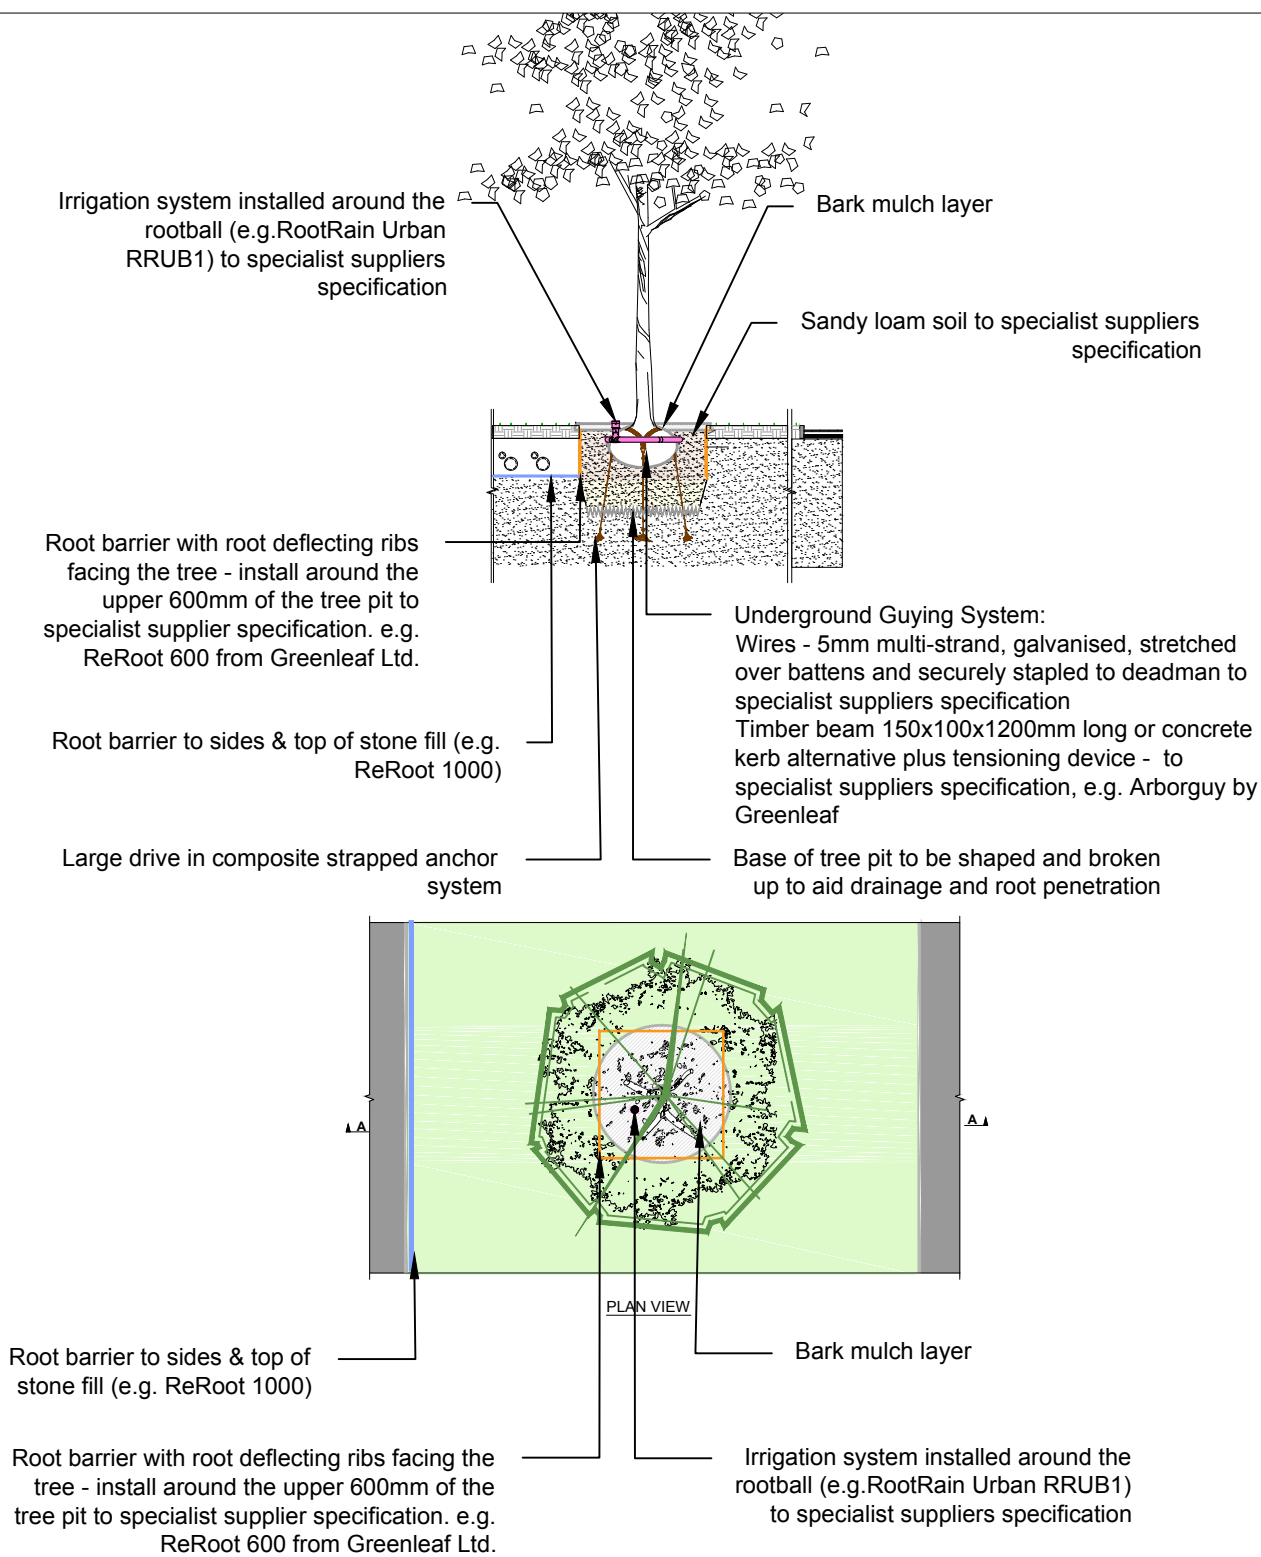 Irrigation system installed around the
rootball (e.g.RootRain Urban
RRUB1) to specialist suppliers
specification
Bark mulch layer
Sandy loam soil to specialist suppliers
specification
Root barrier with root deflecting ribs
facing the tree - install around the
upper 600mm of the tree pit to
specialist supplier specification. e.g.
ReRoot 600 from Greenleaf Ltd.
Underground Guying System:
Wires - 5mm multi-strand, galvanised, stretched
over battens and securely stapled to deadman to
specialist suppliers specification
Timber beam 150x100x1200mm long or concrete
kerb alternative plus tensioning device - to
specialist suppliers specification, e.g. Arborguy by
Greenleaf
Root barrier to sides & top of stone fill (e.g.
ReRoot 1000)
Large drive in composite strapped anchor
system
Base of tree pit to be shaped and broken
up to aid drainage and root penetration
A
A
PLAN VIEW
Root barrier to sides & top of
stone fill (e.g. ReRoot 1000)
Bark mulch layer
Root barrier with root deflecting ribs facing the
tree - install around the upper 600mm of the
tree pit to specialist supplier specification. e.g.
ReRoot 600 from Greenleaf Ltd.
Irrigation system installed around the
rootball (e.g.RootRain Urban RRUB1)
to specialist suppliers specification